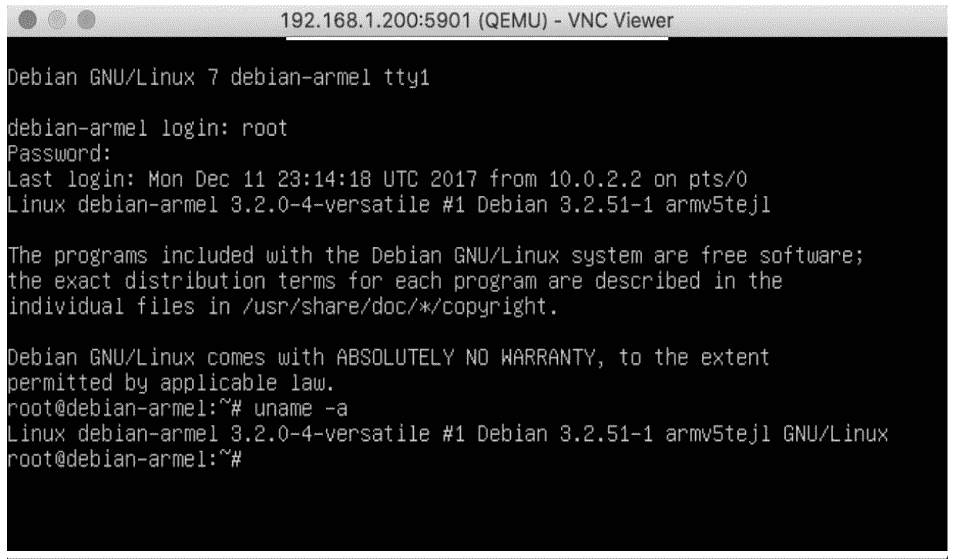 192.168.1.200:5901 (QEMU) - VNC Viewer
Debian GNU/Linux 7 debian-armel tty1
debian-armel login: root
Password:
Last login: Mon Dec 11 23:14:18 UTC 2017 from 10.0.2.2 on pts/0
Linux debian-armel 3.2.0-4-versatile #1 Debian 3.2.51-1 armv5tejl
The programs included with the Debian GNU/Linux system are free software;
the exact distribution terms for each program are described in the
individual files in /usr/share/doc/*/copyright.
Debian GNU/Linux comes with ABSOLUTELY NO WARRANTY, to the extent
permitted by applicable law.
root@debian-armel:~# uname -a
Linux debian-armel 3.2.0-4-versatile #1 Debian 3.2.51-1 armv5tejl GNU/Linux
root@debian-armel:~#